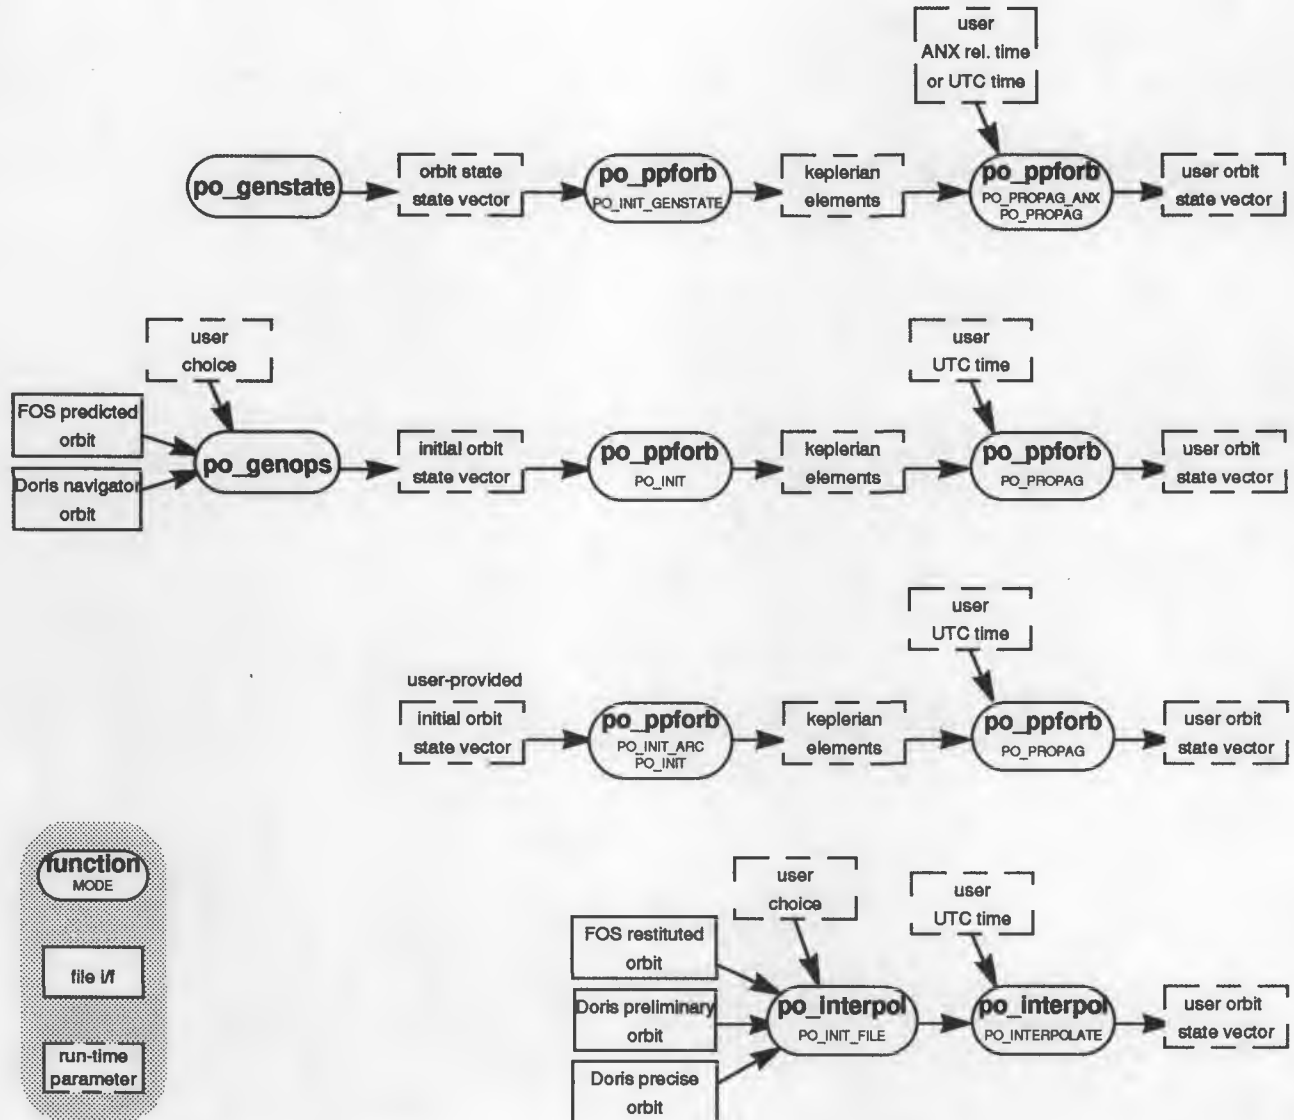 user
ANX rel. time
or UTC time
po_genstate
orbit state
state vector
po_ppforb
PO_INIT_GENSTATE
keplerian
elements
po_ppforb
PO_PROPAG_ANX
PO_PROPAG
user orbit
state vector
user
choice
user
UTC time
FOS predicted
orbit
Doris navigator
orbit
po_genops
initial orbit
state vector
po_ppforb
PO_INIT
keplerian
elements
po_ppforb
PO_PROPAG
user orbit
state vector
user
UTC time
user-provided
initial orbit
state vector
po_ppforb
PO_INIT_ARC
PO_INIT
keplerian
elements
po_ppforb
PO_PROPAG
user orbit
state vector
function
MODE
file i/f
run-time
parameter
user
choice
user
UTC time
FOS restituted
orbit
Doris preliminary
orbit
Doris precise
orbit
po_interpol
PO_INIT_FILE
po_interpol
PO_INTERPOLATE
user orbit
state vector